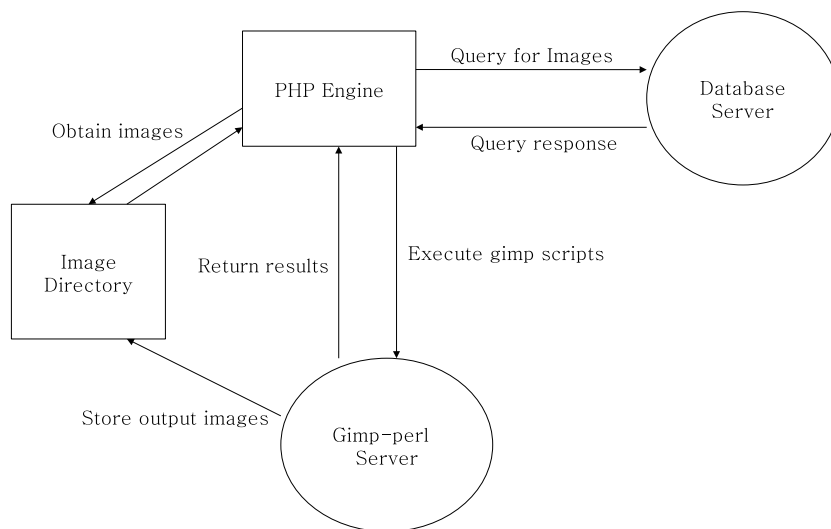 PHP Engine
Query for Images
Database
Server
Obtain images
Query response
Image
Directory
Return results
Execute gimp scripts
Store output images
Gimp-perl
Server